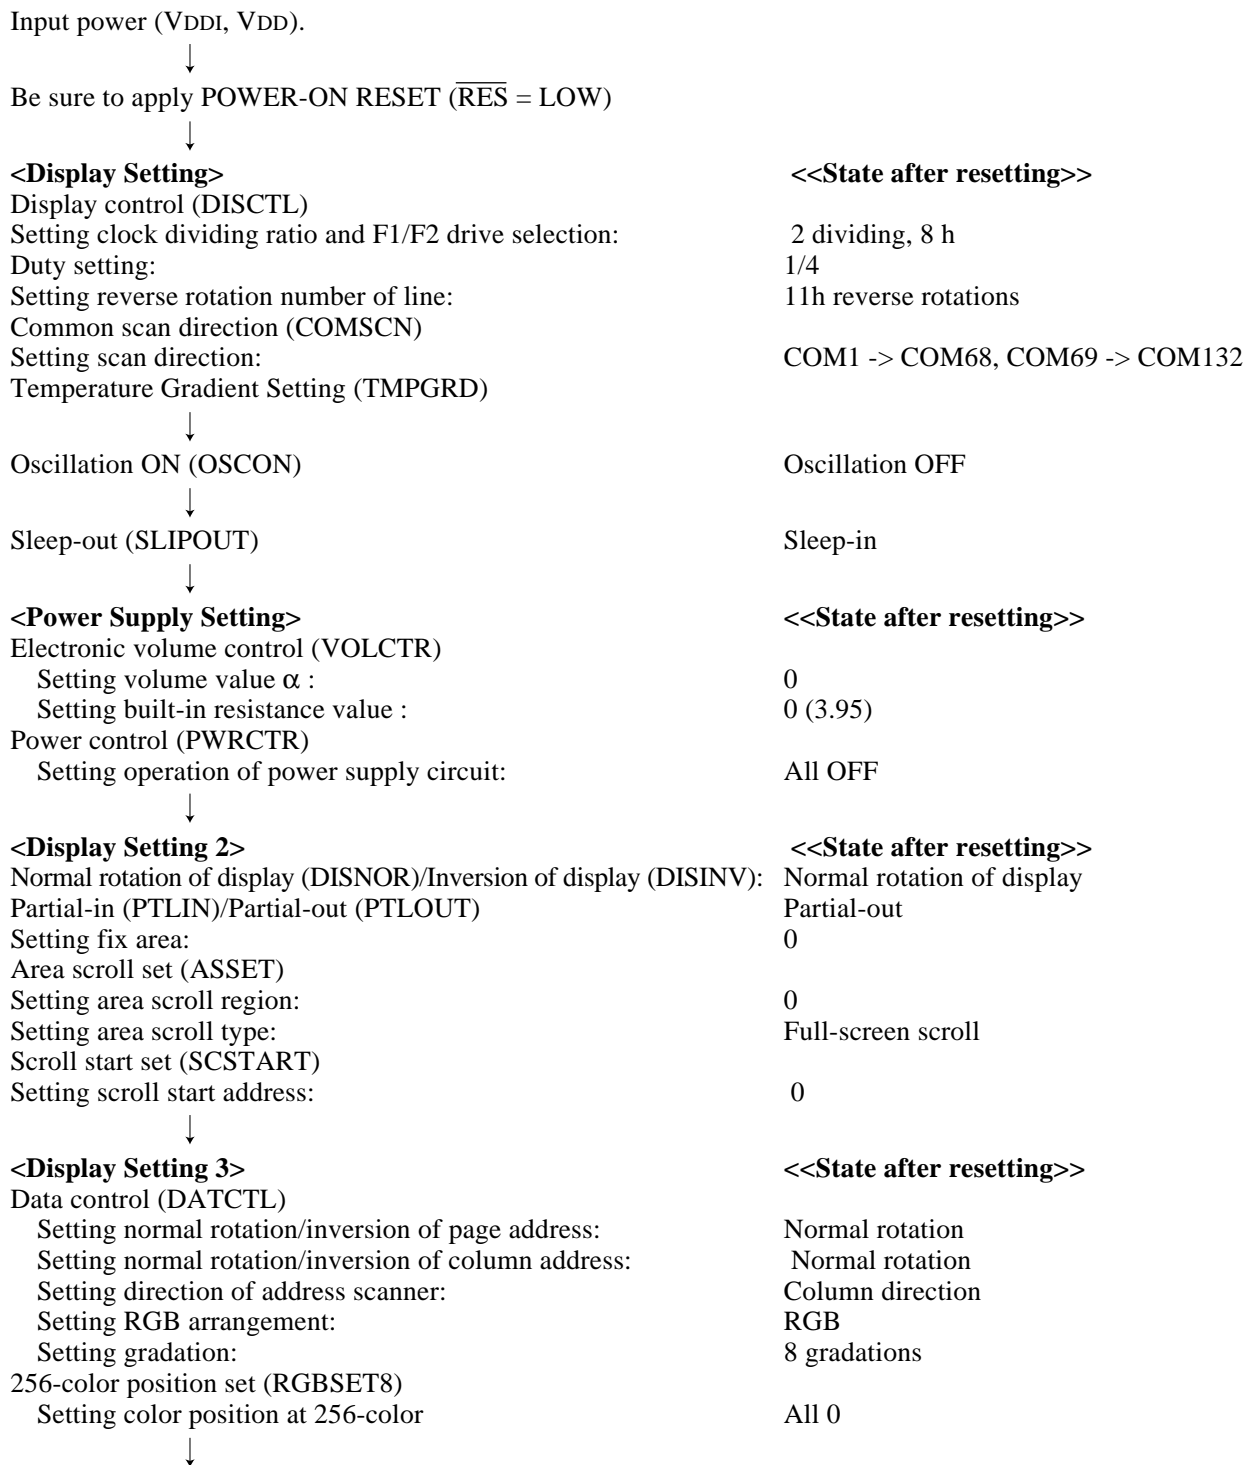 Input power (VDDI, VDD).
↓
Be sure to apply POWER-ON RESET (R̅E̅S̅ = LOW)
↓
<Display Setting> <<State after resetting>>
Display control (DISCTL)
Setting clock dividing ratio and F1/F2 drive selection: 2 dividing, 8 h
Duty setting: 1/4
Setting reverse rotation number of line: 11h reverse rotations
Common scan direction (COMSCN)
Setting scan direction: COM1 -> COM68, COM69 -> COM132
Temperature Gradient Setting (TMPGRD)
↓
Oscillation ON (OSCON) Oscillation OFF
↓
Sleep-out (SLIPOUT) Sleep-in
↓
<Power Supply Setting> <<State after resetting>>
Electronic volume control (VOLCTR)
Setting volume value α : 0
Setting built-in resistance value : 0 (3.95)
Power control (PWRCTR)
Setting operation of power supply circuit: All OFF
↓
<Display Setting 2> <<State after resetting>>
Normal rotation of display (DISNOR)/Inversion of display (DISINV): Normal rotation of display
Partial-in (PTLIN)/Partial-out (PTLOUT) Partial-out
Setting fix area: 0
Area scroll set (ASSET)
Setting area scroll region: 0
Setting area scroll type: Full-screen scroll
Scroll start set (SCSTART)
Setting scroll start address: 0
↓
<Display Setting 3> <<State after resetting>>
Data control (DATCTL)
Setting normal rotation/inversion of page address: Normal rotation
Setting normal rotation/inversion of column address: Normal rotation
Setting direction of address scanner: Column direction
Setting RGB arrangement: RGB
Setting gradation: 8 gradations
256-color position set (RGBSET8)
Setting color position at 256-color All 0
↓